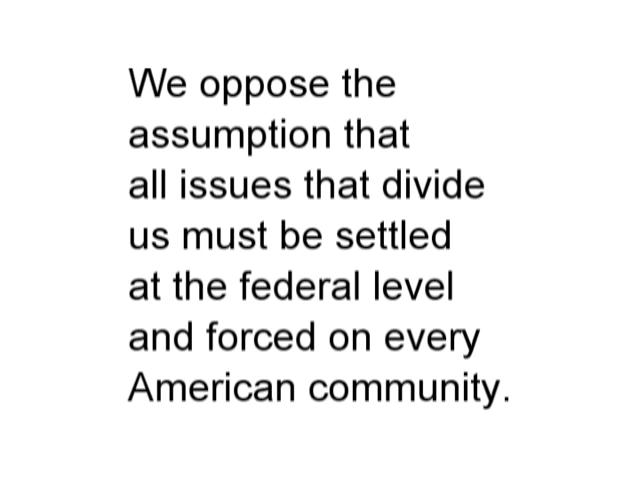 We oppose the
assumption that
all issues that divide
us must be settled
at the federal level
and forced on every
American community.